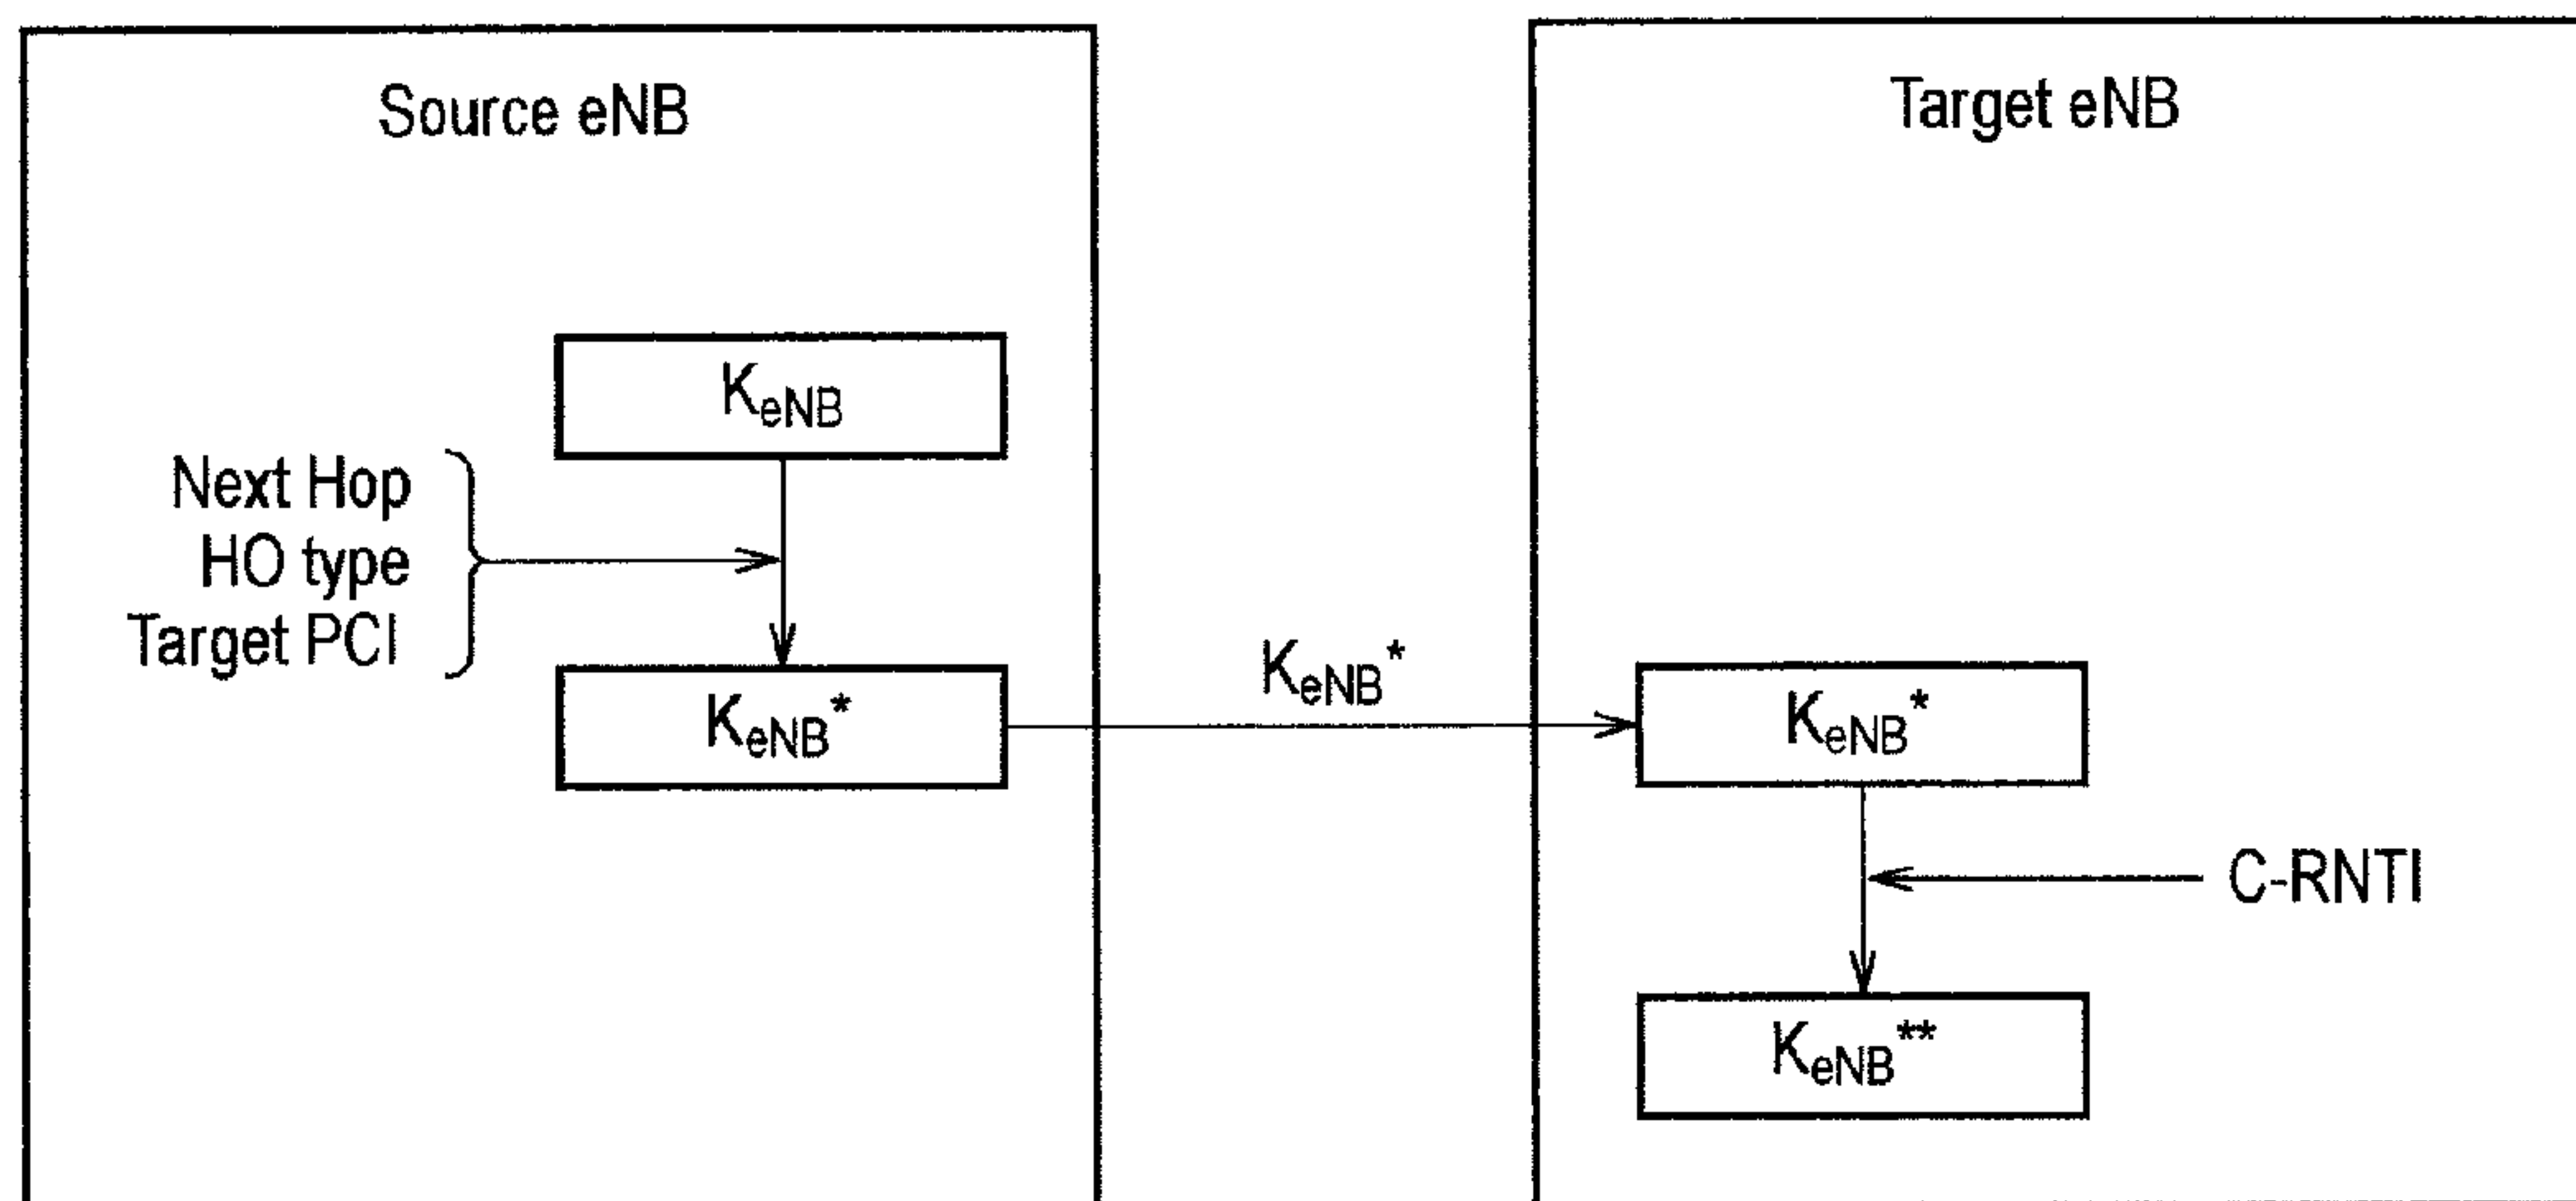 Source eNB
Target eNB
KeNB
Next Hop
HO type
Target PCI
KeNB*
KeNB*
KeNB*
C-RNTI
KeNB**